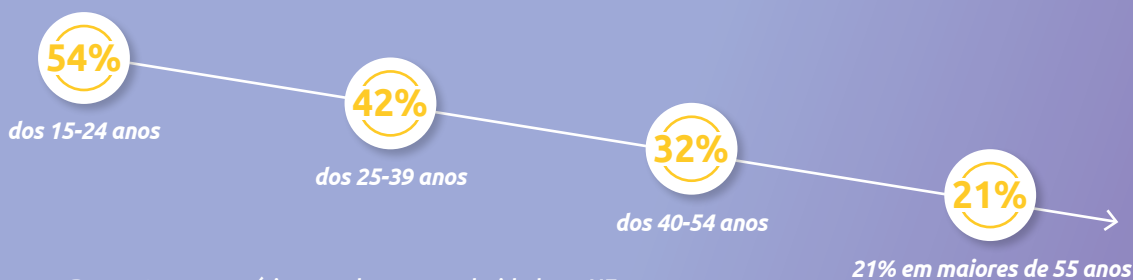 54%
dos 15-24 anos
42%
dos 25-39 anos
32%
dos 40-54 anos
21%
21% em maiores de 55 anos